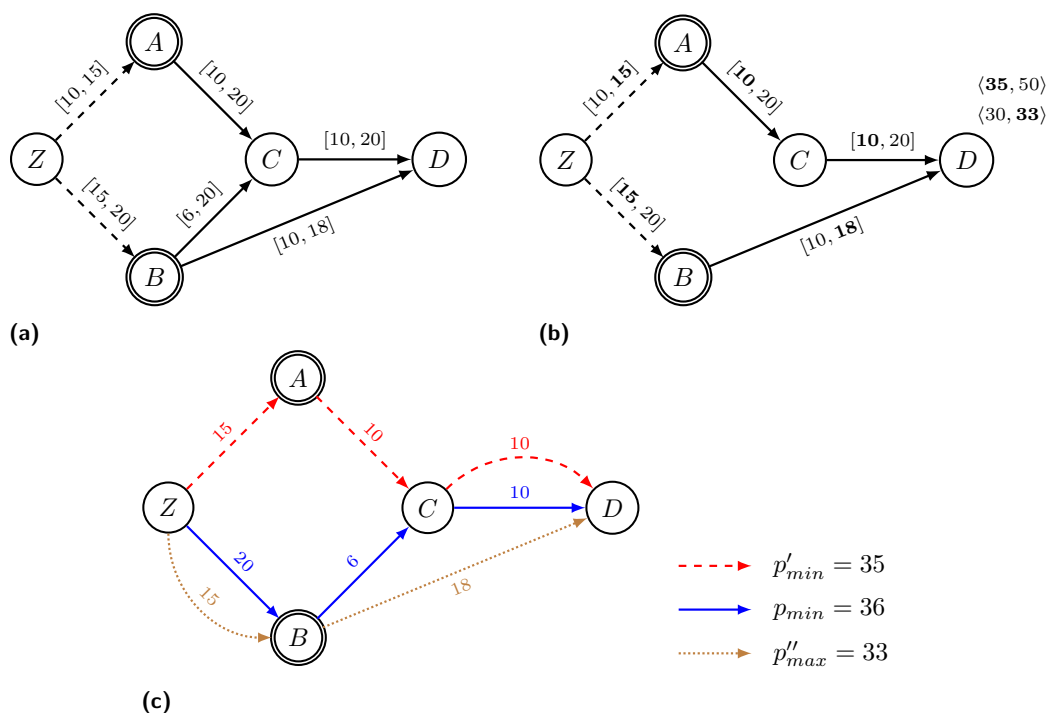 A
[10, 15]
[10, 20]
Z
C
[10, 20]
D
[15, 20]
[6, 20]
[10, 18]
B
(a)
A
[10, 15]
[10, 20]
⟨35, 50⟩
⟨30, 33⟩
Z
C
[10, 20]
D
[15, 20]
[10, 18]
B
(b)
A
15
10
10
Z
C
10
D
20
6
15
18
B
p'min = 35
pmin = 36
p''max = 33
(c)